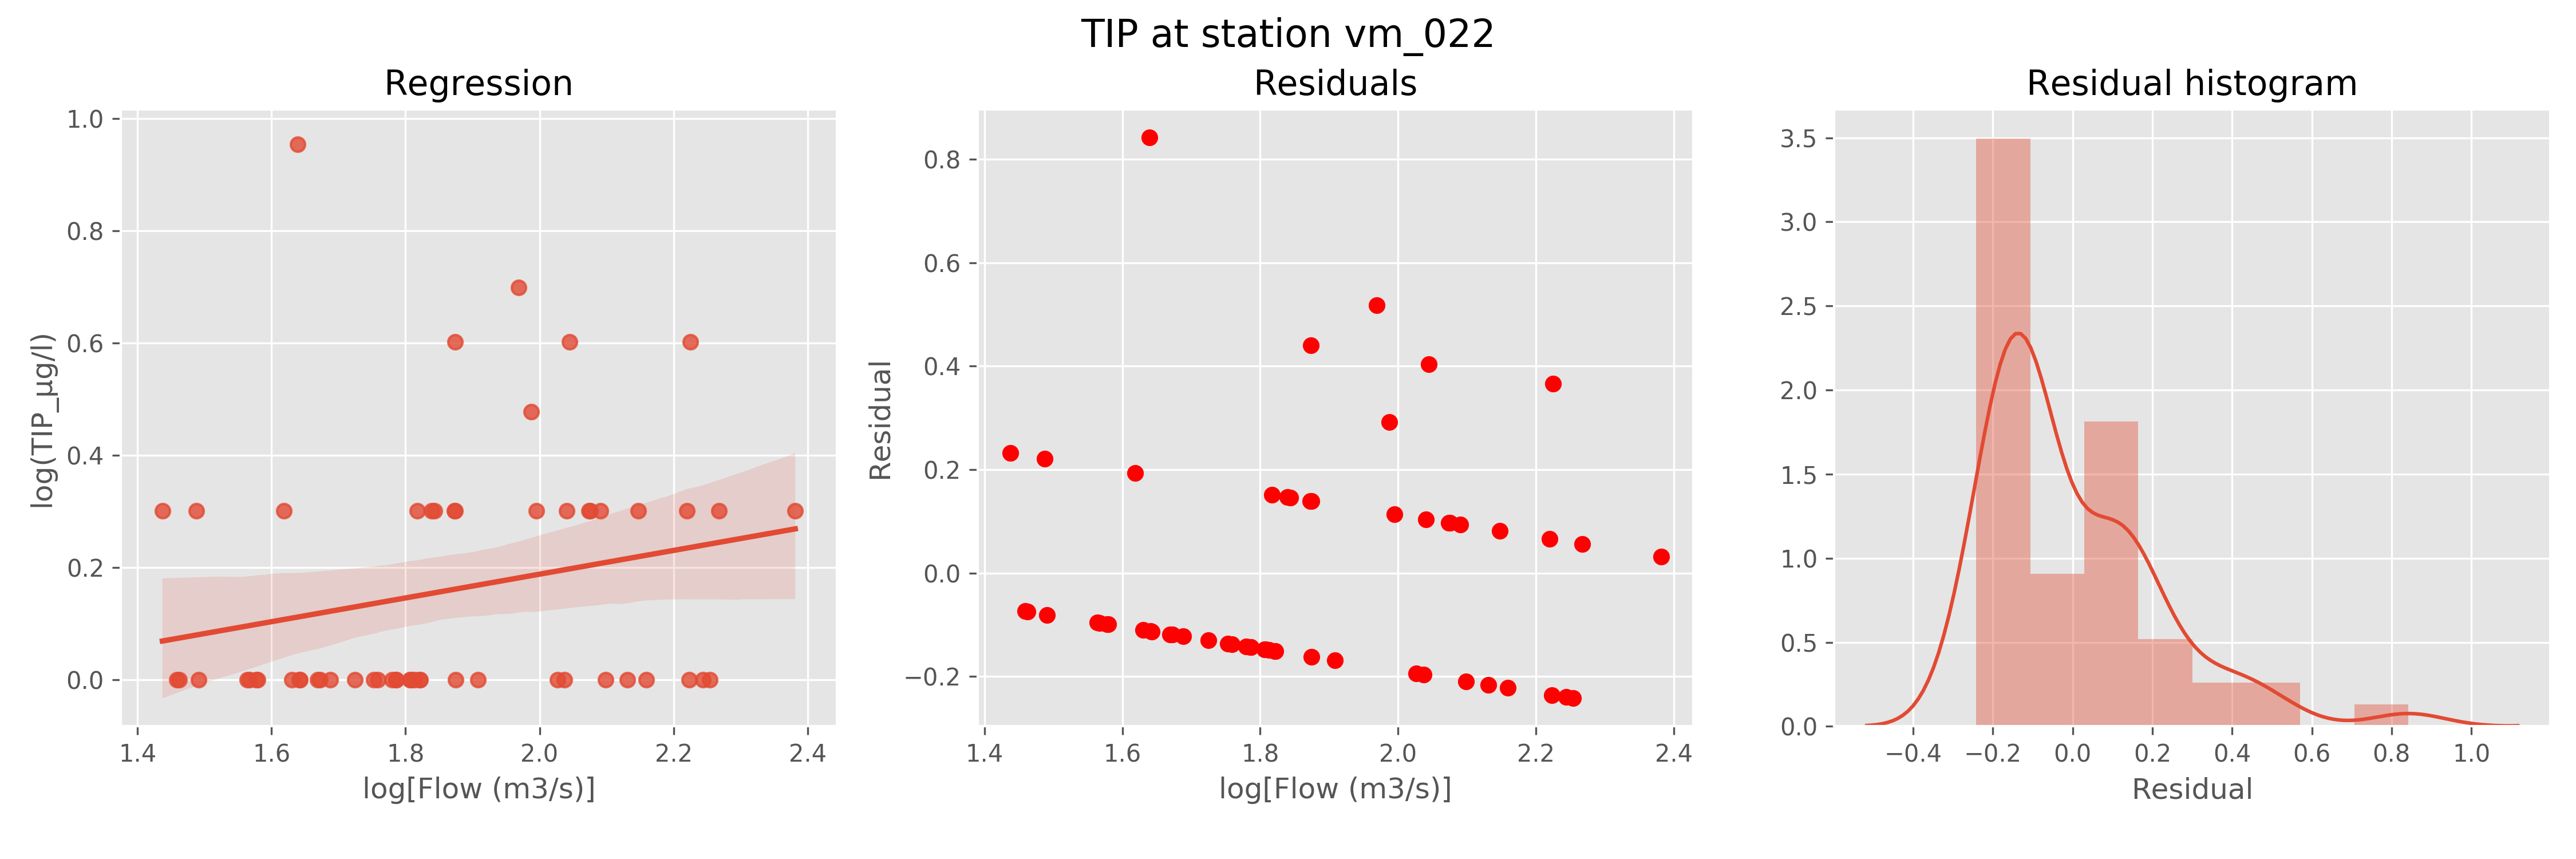 TIP at station vm_022
Regression
1.0
0.8
0.6
0.4
0.2
0.0
log(TIP_µg/l)
1.4 1.6 1.8 2.0 2.2 2.4
log[Flow (m3/s)]
Residuals
0.8
0.6
0.4
0.2
0.0
−0.2
Residual
1.4 1.6 1.8 2.0 2.2 2.4
log[Flow (m3/s)]
Residual histogram
3.5
3.0
2.5
2.0
1.5
1.0
0.5
0.0
−0.4 −0.2 0.0 0.2 0.4 0.6 0.8 1.0
Residual